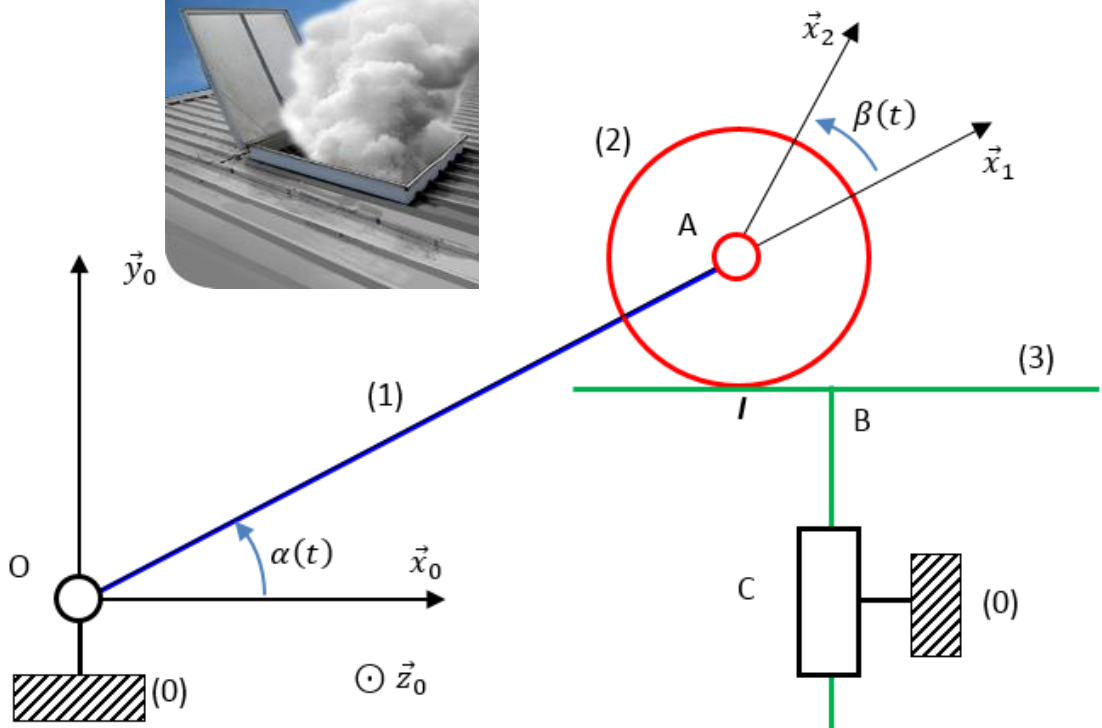 x⃗₂
β(t)
(2)
x⃗₁
A
y⃗₀
(3)
(1)
I
B
O
α(t)
x⃗₀
C
(0)
⊙ z⃗₀
(0)